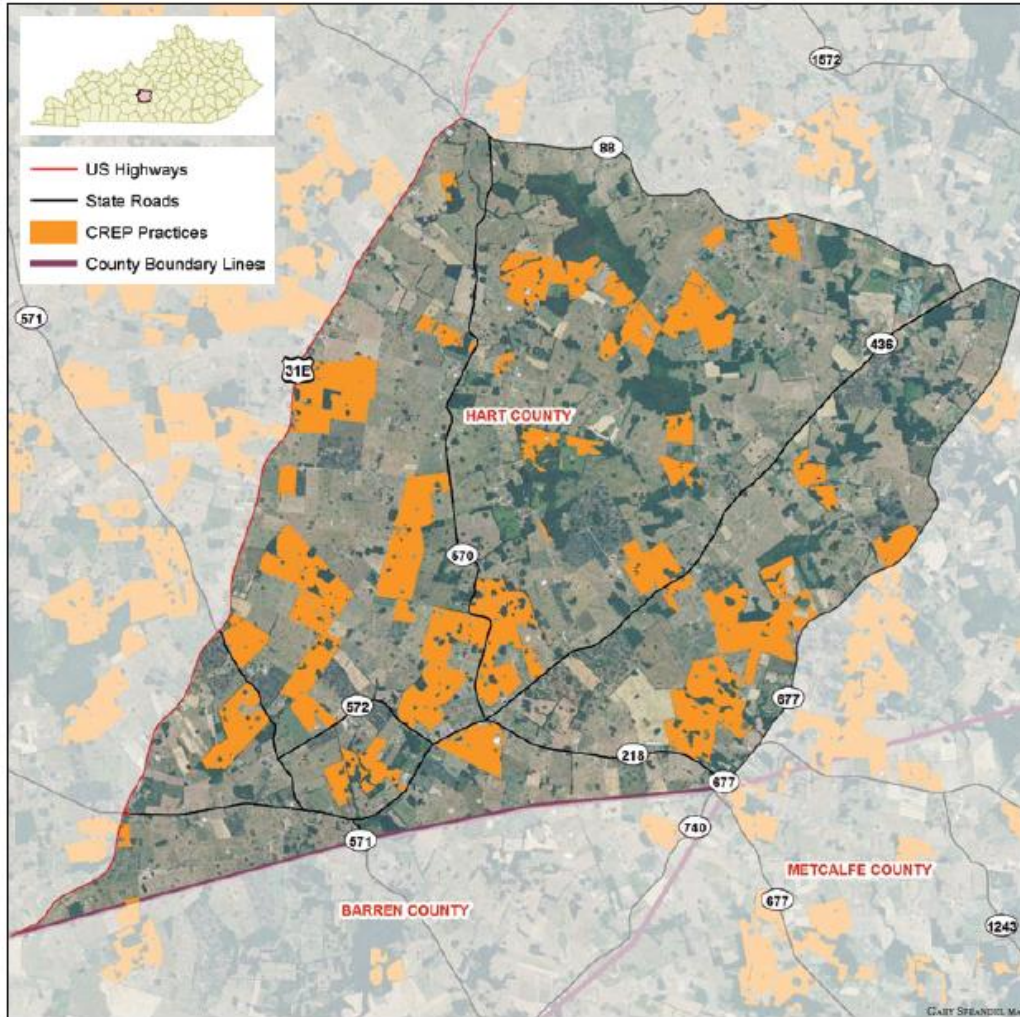 US Highways
State Roads
CREP Practices
County Boundary Lines
1572
88
571
436
31E
HART COUNTY
570
677
572
218
677
571
740
METCALFE COUNTY
677
BARREN COUNTY
1243